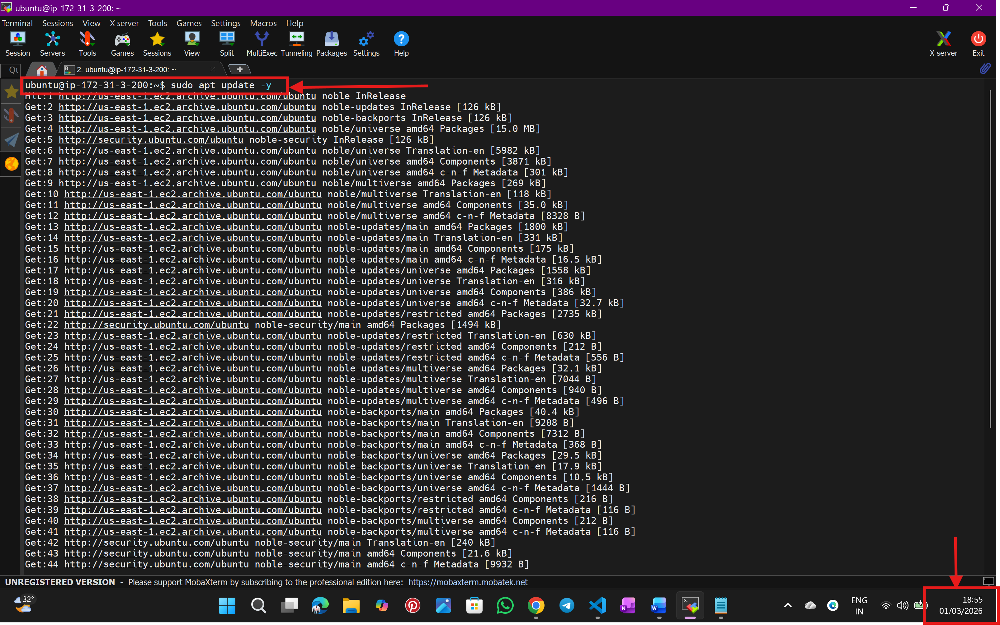 ubuntu@ip-172-31-3-200: ~
Terminal Sessions View X server Tools Games Settings Macros Help
Session Servers Tools Games Sessions View Split MultiExec Tunneling Packages Settings Help X server Exit
2. ubuntu@ip-172-31-3-200: ~
ubuntu@ip-172-31-3-200:~$ sudo apt update -y
Hit:1 http://us-east-1.ec2.archive.ubuntu.com/ubuntu noble InRelease
Get:2 http://us-east-1.ec2.archive.ubuntu.com/ubuntu noble-updates InRelease [126 kB]
Get:3 http://us-east-1.ec2.archive.ubuntu.com/ubuntu noble-backports InRelease [126 kB]
Get:4 http://us-east-1.ec2.archive.ubuntu.com/ubuntu noble/universe amd64 Packages [15.0 MB]
Get:5 http://security.ubuntu.com/ubuntu noble-security InRelease [126 kB]
Get:6 http://us-east-1.ec2.archive.ubuntu.com/ubuntu noble/universe Translation-en [5982 kB]
Get:7 http://us-east-1.ec2.archive.ubuntu.com/ubuntu noble/universe amd64 Components [3871 kB]
Get:8 http://us-east-1.ec2.archive.ubuntu.com/ubuntu noble/universe amd64 c-n-f Metadata [301 kB]
Get:9 http://us-east-1.ec2.archive.ubuntu.com/ubuntu noble/multiverse amd64 Packages [269 kB]
Get:10 http://us-east-1.ec2.archive.ubuntu.com/ubuntu noble/multiverse Translation-en [118 kB]
Get:11 http://us-east-1.ec2.archive.ubuntu.com/ubuntu noble/multiverse amd64 Components [35.0 kB]
Get:12 http://us-east-1.ec2.archive.ubuntu.com/ubuntu noble/multiverse amd64 c-n-f Metadata [8328 B]
Get:13 http://us-east-1.ec2.archive.ubuntu.com/ubuntu noble-updates/main amd64 Packages [1800 kB]
Get:14 http://us-east-1.ec2.archive.ubuntu.com/ubuntu noble-updates/main Translation-en [331 kB]
Get:15 http://us-east-1.ec2.archive.ubuntu.com/ubuntu noble-updates/main amd64 Components [175 kB]
Get:16 http://us-east-1.ec2.archive.ubuntu.com/ubuntu noble-updates/main amd64 c-n-f Metadata [16.5 kB]
Get:17 http://us-east-1.ec2.archive.ubuntu.com/ubuntu noble-updates/universe amd64 Packages [1558 kB]
Get:18 http://us-east-1.ec2.archive.ubuntu.com/ubuntu noble-updates/universe Translation-en [316 kB]
Get:19 http://us-east-1.ec2.archive.ubuntu.com/ubuntu noble-updates/universe amd64 Components [386 kB]
Get:20 http://us-east-1.ec2.archive.ubuntu.com/ubuntu noble-updates/universe amd64 c-n-f Metadata [32.7 kB]
Get:21 http://us-east-1.ec2.archive.ubuntu.com/ubuntu noble-updates/restricted amd64 Packages [2735 kB]
Get:22 http://security.ubuntu.com/ubuntu noble-security/main amd64 Packages [1494 kB]
Get:23 http://us-east-1.ec2.archive.ubuntu.com/ubuntu noble-updates/restricted Translation-en [630 kB]
Get:24 http://us-east-1.ec2.archive.ubuntu.com/ubuntu noble-updates/restricted amd64 Components [212 B]
Get:25 http://us-east-1.ec2.archive.ubuntu.com/ubuntu noble-updates/restricted amd64 c-n-f Metadata [556 B]
Get:26 http://us-east-1.ec2.archive.ubuntu.com/ubuntu noble-updates/multiverse amd64 Packages [32.1 kB]
Get:27 http://us-east-1.ec2.archive.ubuntu.com/ubuntu noble-updates/multiverse Translation-en [7044 B]
Get:28 http://us-east-1.ec2.archive.ubuntu.com/ubuntu noble-updates/multiverse amd64 Components [940 B]
Get:29 http://us-east-1.ec2.archive.ubuntu.com/ubuntu noble-updates/multiverse amd64 c-n-f Metadata [496 B]
Get:30 http://us-east-1.ec2.archive.ubuntu.com/ubuntu noble-backports/main amd64 Packages [40.4 kB]
Get:31 http://us-east-1.ec2.archive.ubuntu.com/ubuntu noble-backports/main Translation-en [9208 B]
Get:32 http://us-east-1.ec2.archive.ubuntu.com/ubuntu noble-backports/main amd64 Components [7312 B]
Get:33 http://us-east-1.ec2.archive.ubuntu.com/ubuntu noble-backports/main amd64 c-n-f Metadata [368 B]
Get:34 http://us-east-1.ec2.archive.ubuntu.com/ubuntu noble-backports/universe amd64 Packages [29.5 kB]
Get:35 http://us-east-1.ec2.archive.ubuntu.com/ubuntu noble-backports/universe Translation-en [17.9 kB]
Get:36 http://us-east-1.ec2.archive.ubuntu.com/ubuntu noble-backports/universe amd64 Components [10.5 kB]
Get:37 http://us-east-1.ec2.archive.ubuntu.com/ubuntu noble-backports/universe amd64 c-n-f Metadata [1444 B]
Get:38 http://us-east-1.ec2.archive.ubuntu.com/ubuntu noble-backports/restricted amd64 Components [216 B]
Get:39 http://us-east-1.ec2.archive.ubuntu.com/ubuntu noble-backports/restricted amd64 c-n-f Metadata [116 B]
Get:40 http://us-east-1.ec2.archive.ubuntu.com/ubuntu noble-backports/multiverse amd64 Components [212 B]
Get:41 http://us-east-1.ec2.archive.ubuntu.com/ubuntu noble-backports/multiverse amd64 c-n-f Metadata [116 B]
Get:42 http://security.ubuntu.com/ubuntu noble-security/main Translation-en [240 kB]
Get:43 http://security.ubuntu.com/ubuntu noble-security/main amd64 Components [21.6 kB]
Get:44 http://security.ubuntu.com/ubuntu noble-security/main amd64 c-n-f Metadata [9932 B]
UNREGISTERED VERSION - Please support MobaXterm by subscribing to the professional edition here: https://mobaxterm.mobatek.net
32°
ENG
IN
18:55
01/03/2026